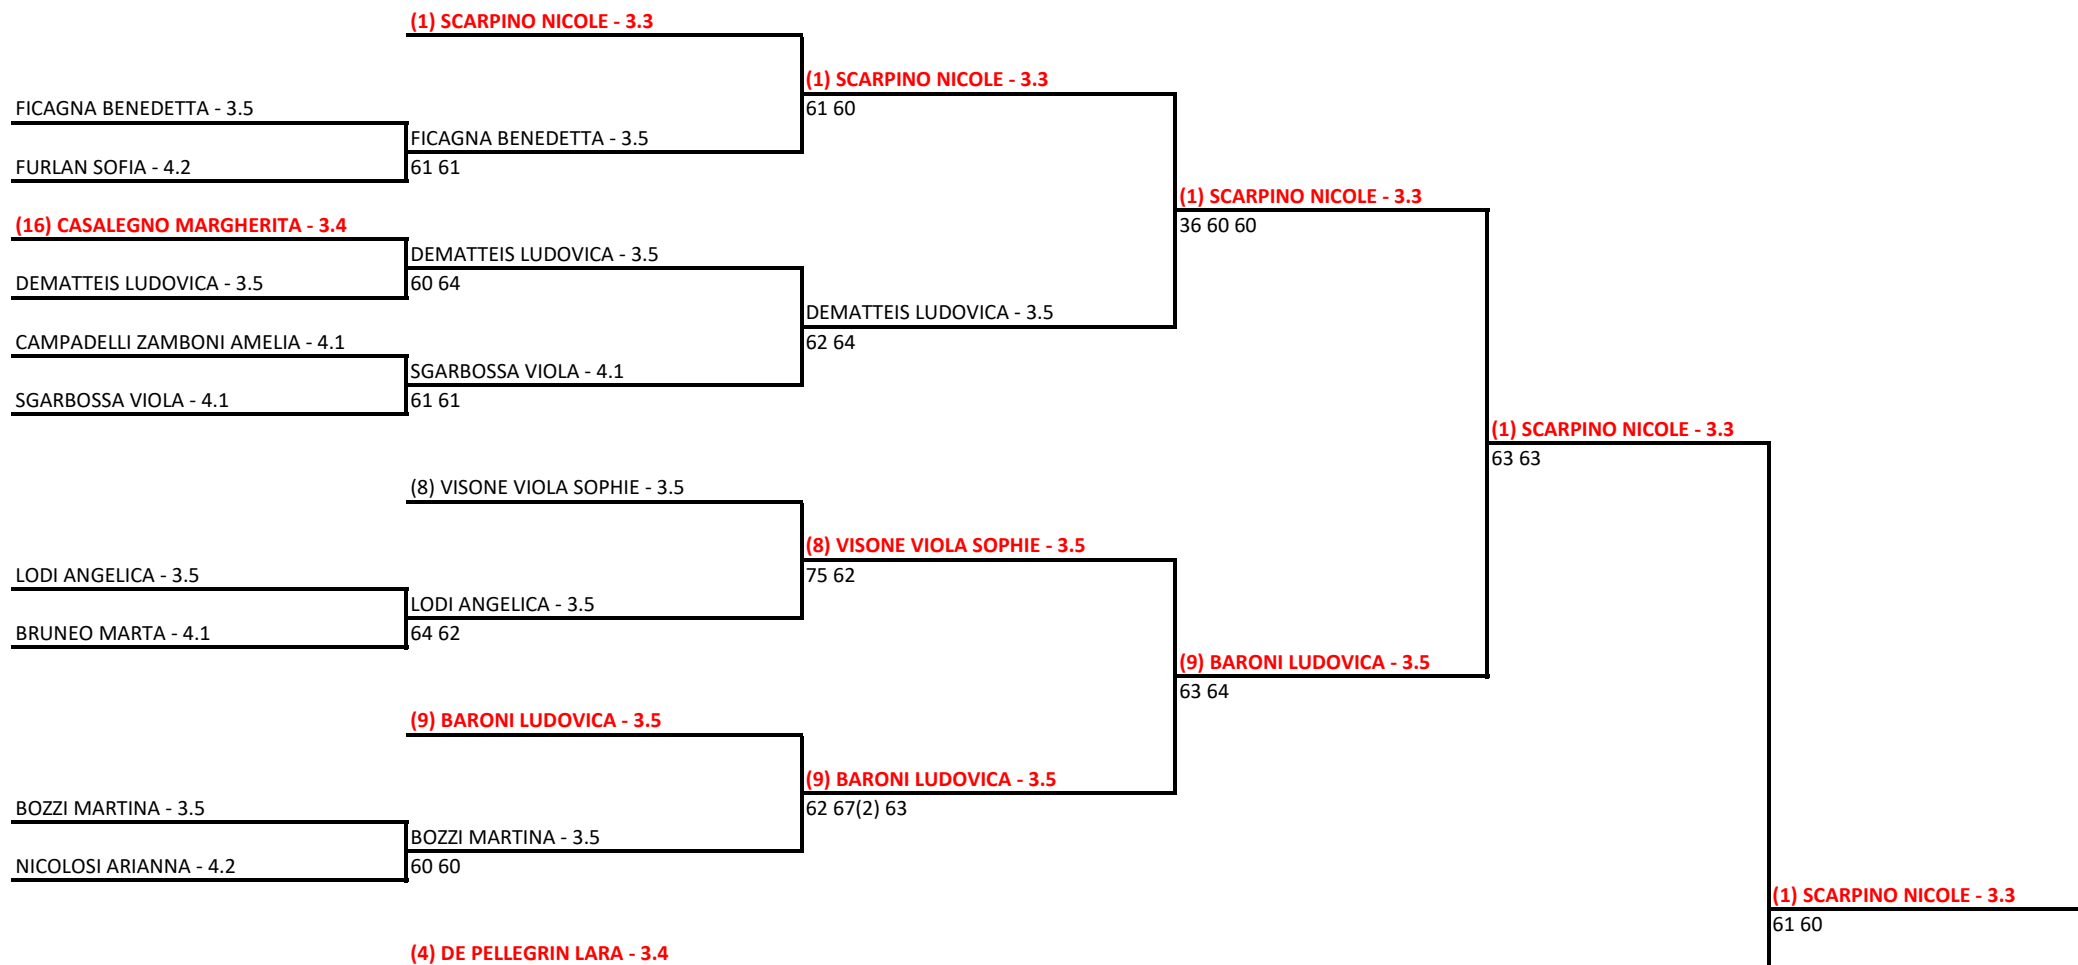 (1) SCARPINO NICOLE - 3.3
(1) SCARPINO NICOLE - 3.3
FICAGNA BENEDETTA - 3.5
61 60
FICAGNA BENEDETTA - 3.5
FURLAN SOFIA - 4.2
61 61
(1) SCARPINO NICOLE - 3.3
(16) CASALEGNO MARGHERITA - 3.4
36 60 60
DEMATTEIS LUDOVICA - 3.5
DEMATTEIS LUDOVICA - 3.5
60 64
DEMATTEIS LUDOVICA - 3.5
CAMPADELLI ZAMBONI AMELIA - 4.1
62 64
SGARBOSSA VIOLA - 4.1
SGARBOSSA VIOLA - 4.1
61 61
(1) SCARPINO NICOLE - 3.3
63 63
(8) VISONE VIOLA SOPHIE - 3.5
(8) VISONE VIOLA SOPHIE - 3.5
LODI ANGELICA - 3.5
75 62
LODI ANGELICA - 3.5
BRUNEO MARTA - 4.1
64 62
(9) BARONI LUDOVICA - 3.5
63 64
(9) BARONI LUDOVICA - 3.5
(9) BARONI LUDOVICA - 3.5
BOZZI MARTINA - 3.5
62 67(2) 63
BOZZI MARTINA - 3.5
NICOLOSI ARIANNA - 4.2
60 60
(1) SCARPINO NICOLE - 3.3
61 60
(4) DE PELLEGRIN LARA - 3.4